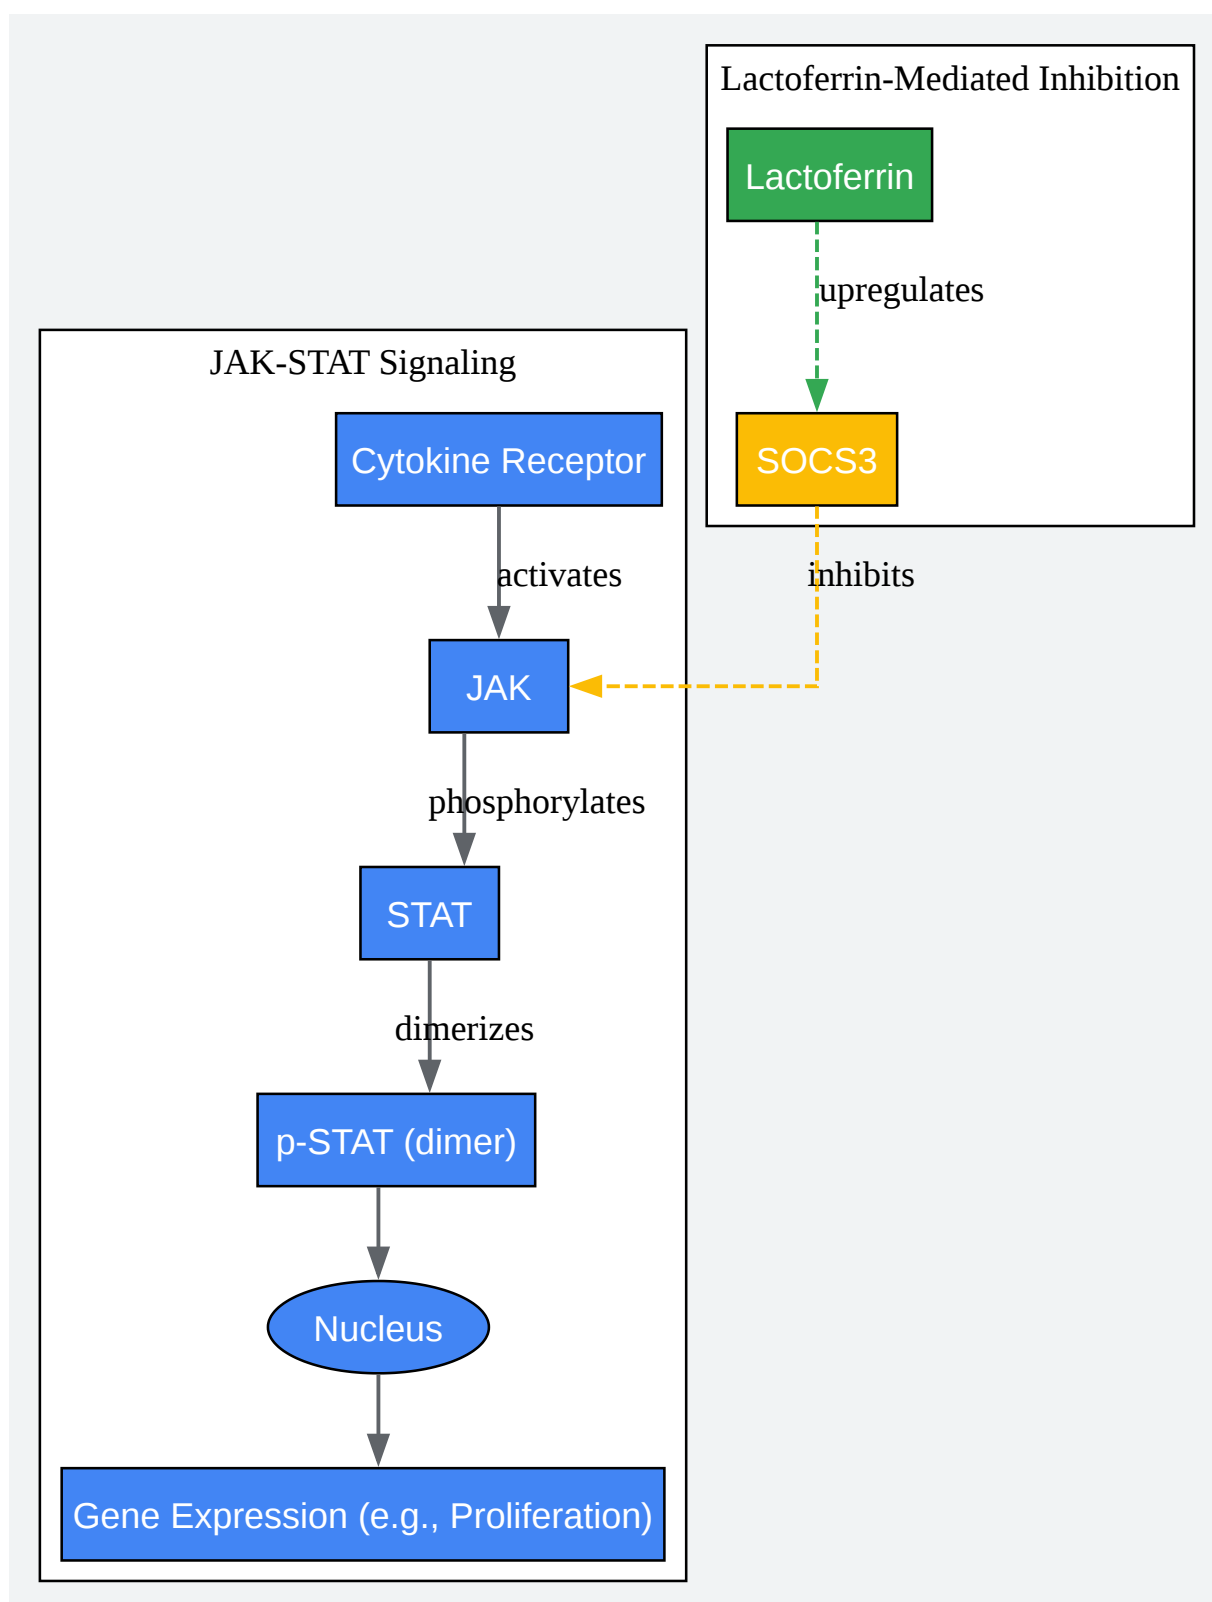 Lactoferrin-Mediated Inhibition
Lactoferrin
upregulates
JAK-STAT Signaling
Cytokine Receptor
SOCS3
activates
inhibits
JAK
phosphorylates
STAT
dimerizes
p-STAT (dimer)
Nucleus
Gene Expression (e.g., Proliferation)